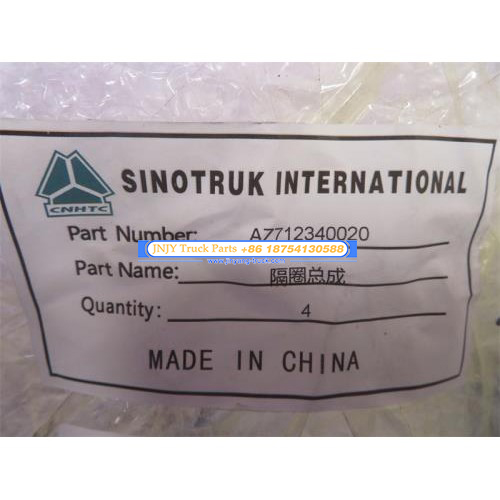 SINOTRUK INTERNATIONAL
CNHTC
Part Number: AZ712340020
JNJY Truck Parts +86 18754130588
Part Name: 隔圈总成
Quantity: 4
MADE IN CHINA